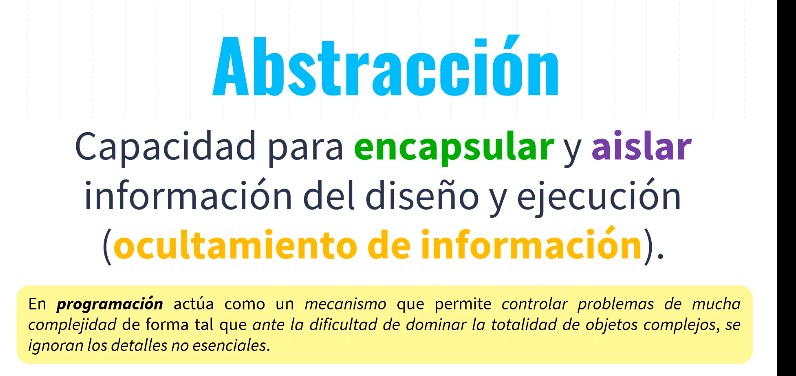 Abstracción
Capacidad para encapsular y aislar
información del diseño y ejecución
(ocultamiento de información).
En programación actúa como un mecanismo que permite controlar problemas de mucha
complejidad de forma tal que ante la dificultad de dominar la totalidad de objetos complejos, se
ignoran los detalles no esenciales.